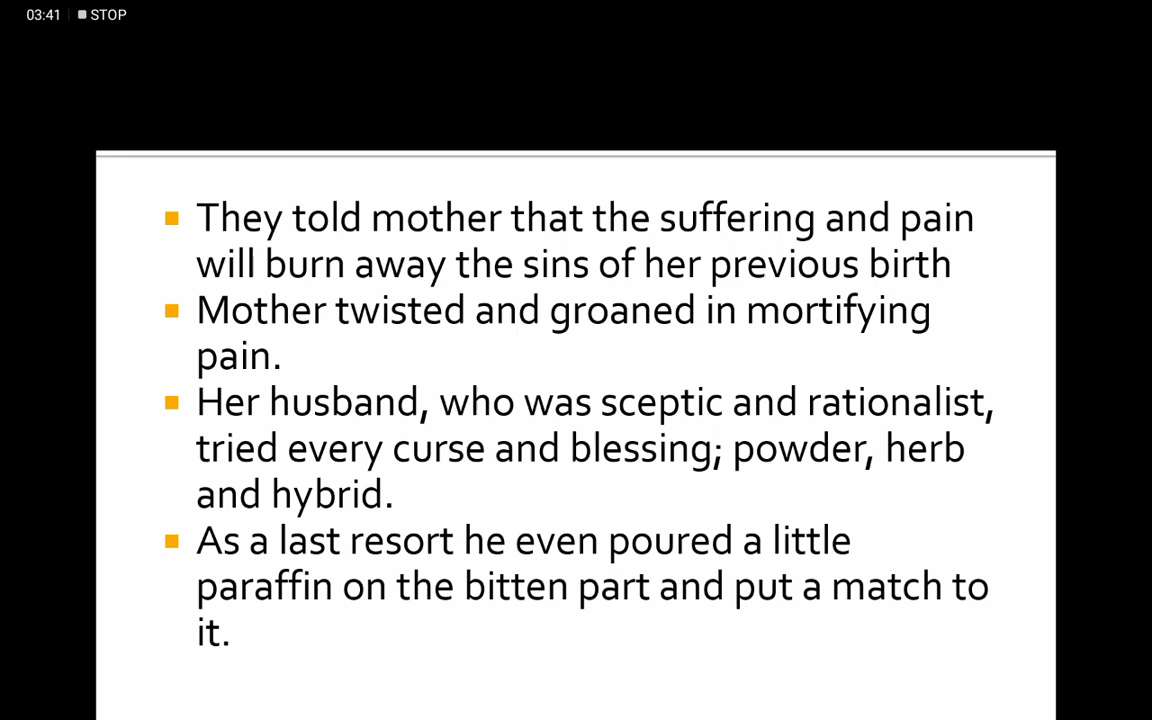 03:41 STOP
They told mother that the suffering and pain
will burn away the sins of her previous birth
Mother twisted and groaned in mortifying
pain.
Her husband, who was sceptic and rationalist,
tried every curse and blessing; powder, herb
and hybrid.
As a last resort he even poured a little
paraffin on the bitten part and put a match to
it.